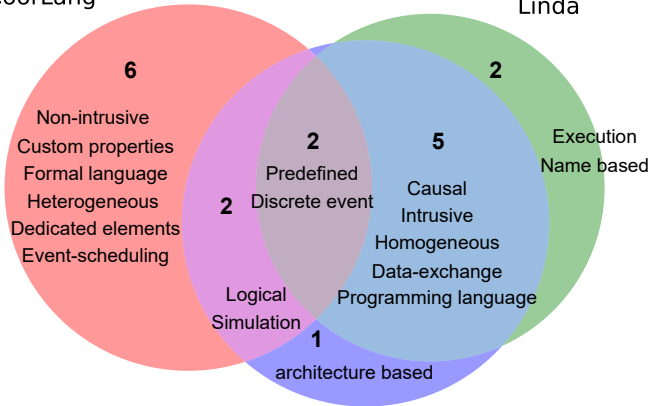 Linda
6
2
Non-intrusive
Custom properties
Formal language
Heterogeneous
Dedicated elements
Event-scheduling
2
Predefined
Discrete event
5
Causal
Intrusive
Homogeneous
Data-exchange
Programming language
Execution
Name based
2
Logical
Simulation
1
architecture based